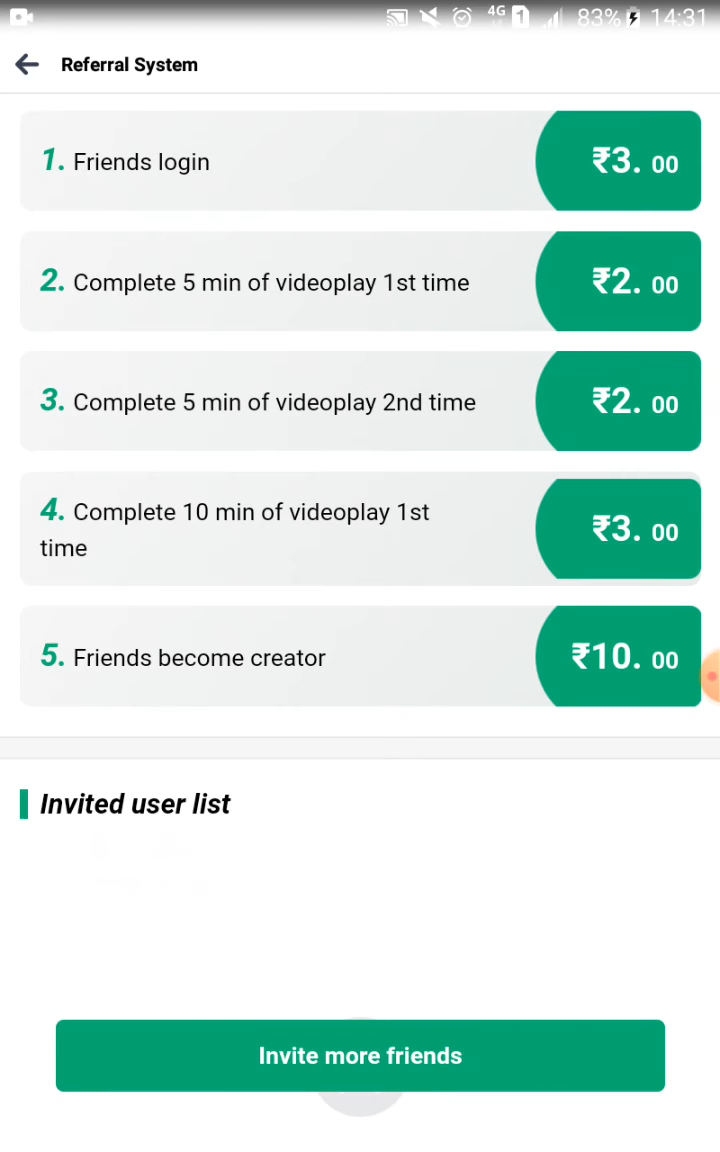 4G 1 83% 14:31
Referral System
1. Friends login
₹3. 00
2. Complete 5 min of videoplay 1st time
₹2. 00
3. Complete 5 min of videoplay 2nd time
₹2. 00
4. Complete 10 min of videoplay 1st
time
₹3. 00
5. Friends become creator
₹10. 00
Invited user list
Invite more friends